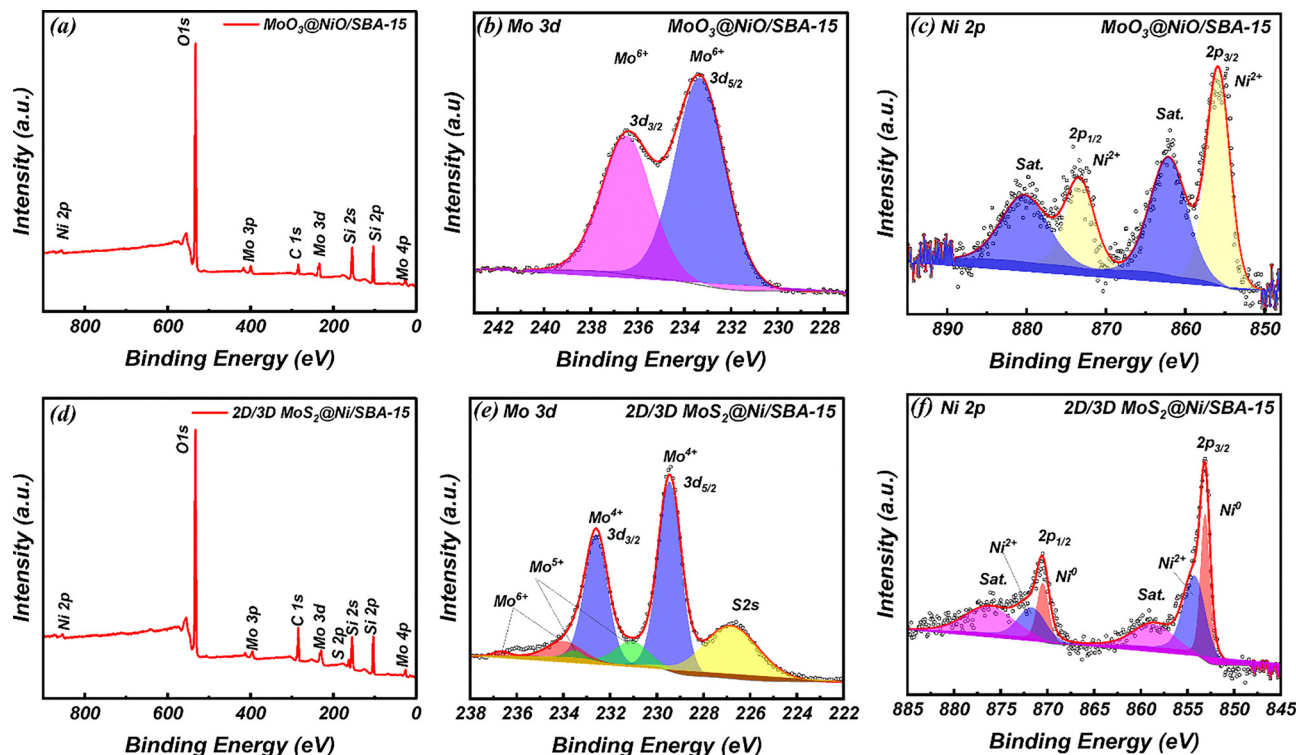 (a)
MoO₃@NiO/SBA-15
O1s
Ni 2p
Mo 3p
C 1s
Mo 3d
Si 2s
Si 2p
Mo 4p
Intensity (a.u.)
800 600 400 200 0
Binding Energy (eV)
(b) Mo 3d MoO₃@NiO/SBA-15
Mo⁶⁺ Mo⁶⁺
3d₅/₂
3d₃/₂
Intensity (a.u)
242 240 238 236 234 232 230 228
Binding Energy (eV)
(c) Ni 2p MoO₃@NiO/SBA-15
2p₃/₂
Ni²⁺
Sat.
2p₁/₂
Sat. Ni²⁺
Intensity (a.u)
890 880 870 860 850
Binding Energy (eV)
(d)
2D/3D MoS₂@Ni/SBA-15
O1s
Ni 2p
Mo 3p
C 1s
Mo 3d
S 2p
Si 2s
Si 2p
Mo 4p
Intensity (a.u.)
800 600 400 200 0
Binding Energy (eV)
(e) Mo 3d 2D/3D MoS₂@Ni/SBA-15
Mo⁴⁺
3d₅/₂
Mo⁴⁺
3d₃/₂
Mo⁵⁺
Mo⁶⁺
S2s
Intensity (a.u.)
238 236 234 232 230 228 226 224 222
Binding Energy (eV)
(f) Ni 2p 2D/3D MoS₂@Ni/SBA-15
2p₃/₂
Ni⁰
Ni²⁺ 2p₁/₂
Ni²⁺
Sat. Ni⁰ Sat.
Intensity (a.u.)
885 880 875 870 865 860 855 850 845
Binding Energy (eV)